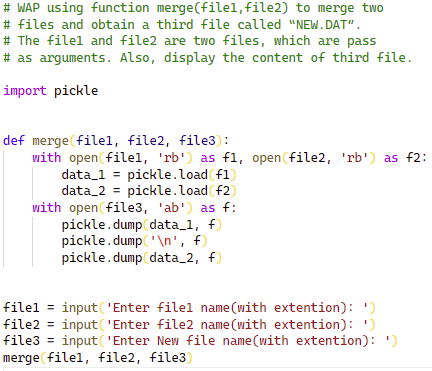 # WAP using function merge(file1,file2) to merge two
# files and obtain a third file called “NEW.DAT”.
# The file1 and file2 are two files, which are pass
# as arguments. Also, display the content of third file.
import pickle
def merge(file1, file2, file3):
    with open(file1, 'rb') as f1, open(file2, 'rb') as f2:
        data_1 = pickle.load(f1)
        data_2 = pickle.load(f2)
    with open(file3, 'ab') as f:
        pickle.dump(data_1, f)
        pickle.dump('\n', f)
        pickle.dump(data_2, f)
file1 = input('Enter file1 name(with extention): ')
file2 = input('Enter file2 name(with extention): ')
file3 = input('Enter New file name(with extention): ')
merge(file1, file2, file3)